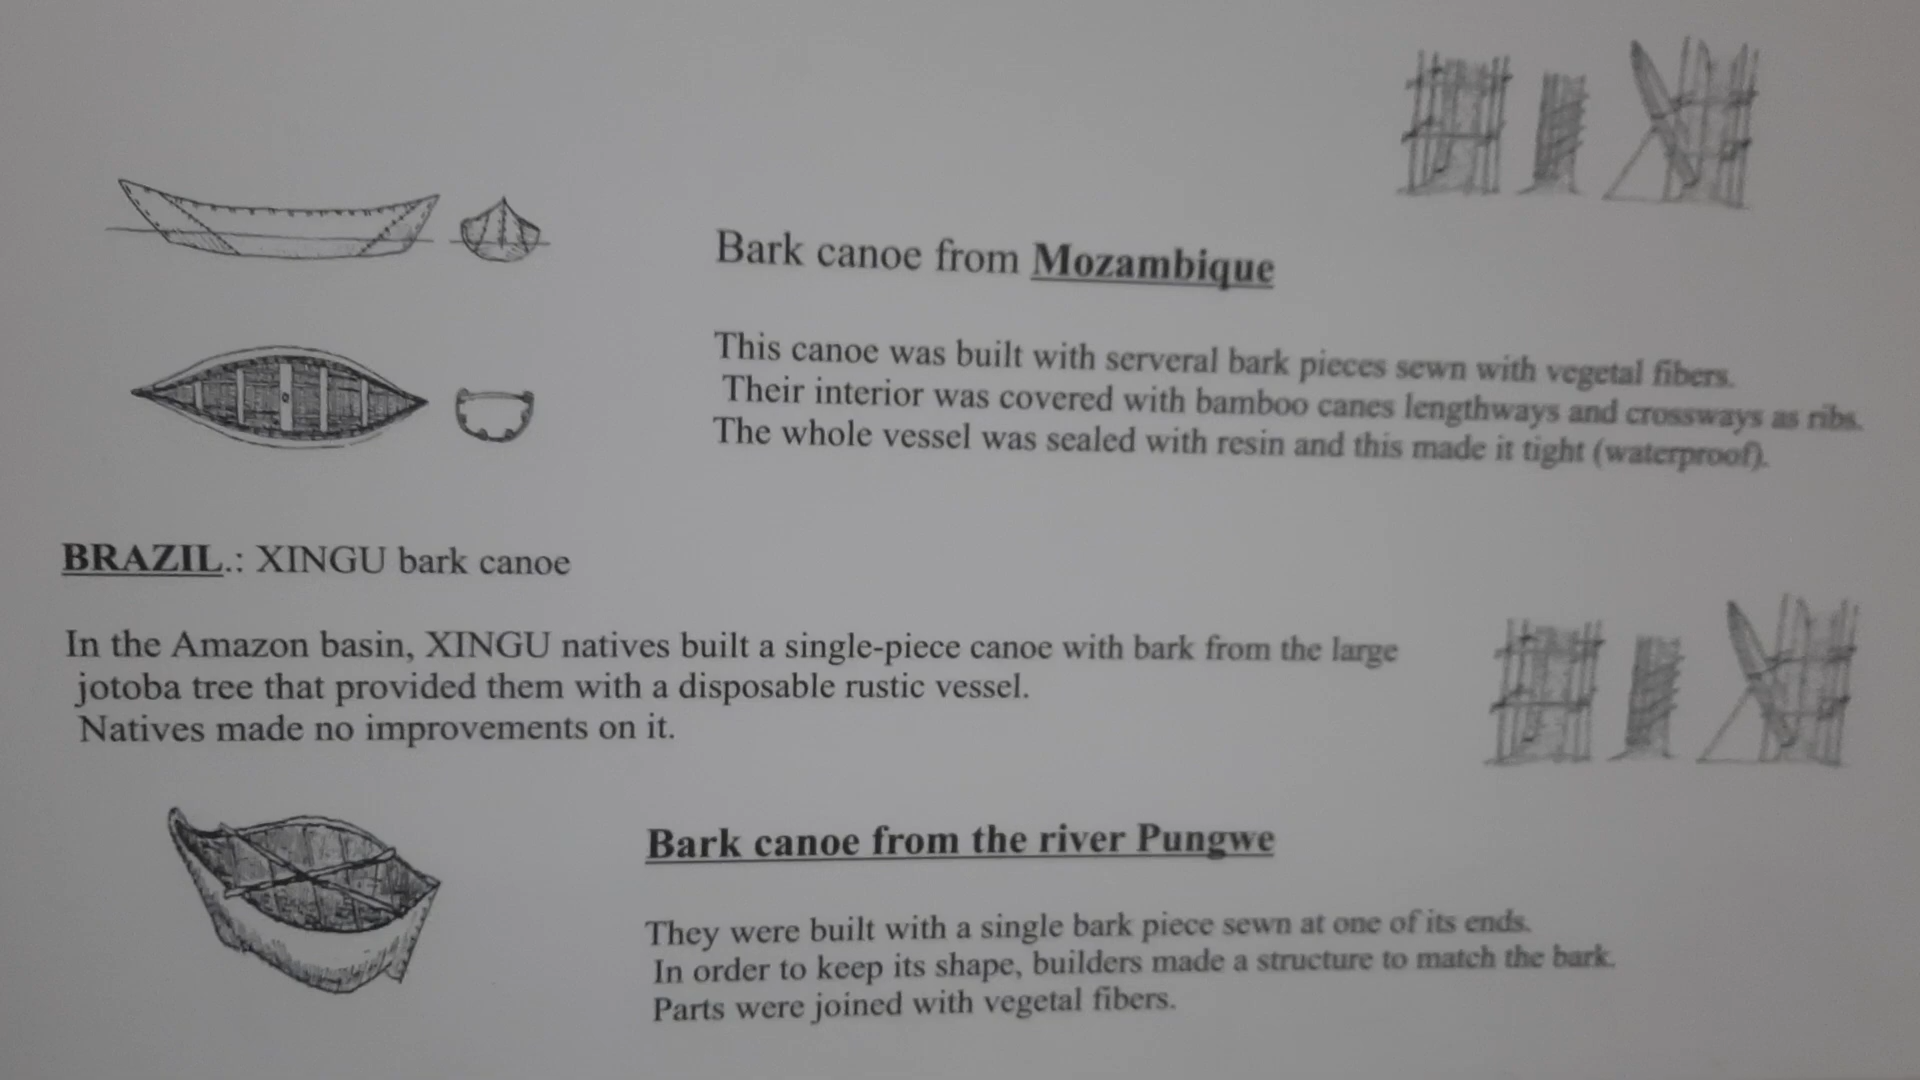 Bark canoe from Mozambique
This canoe was built with serveral bark pieces sewn with vegetal fibers.
Their interior was covered with bamboo canes lengthways and crossways as ribs.
The whole vessel was sealed with resin and this made it tight (waterproof).
BRAZIL.: XINGU bark canoe
In the Amazon basin, XINGU natives built a single-piece canoe with bark from the large
jotoba tree that provided them with a disposable rustic vessel.
Natives made no improvements on it.
Bark canoe from the river Pungwe
They were built with a single bark piece sewn at one of its ends.
In order to keep its shape, builders made a structure to match the bark.
Parts were joined with vegetal fibers.